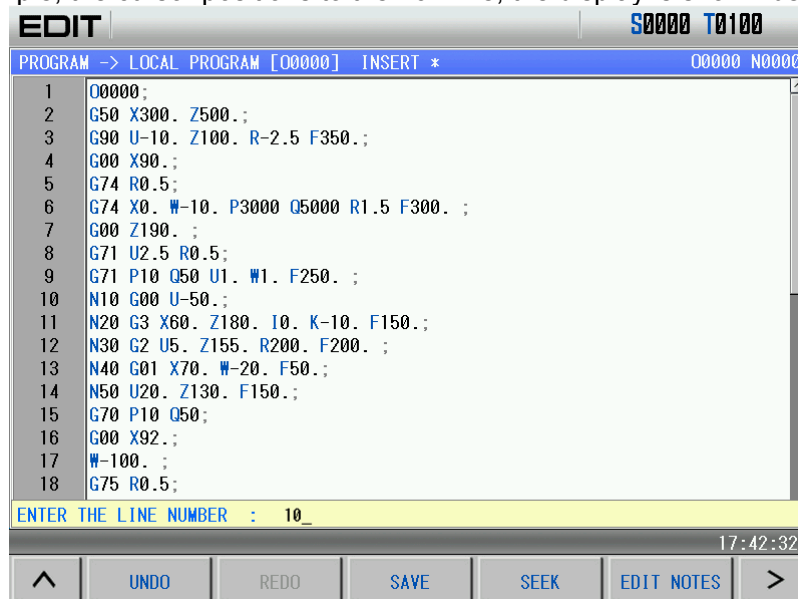 EDIT S0000 T0100
PROGRAM -> LOCAL PROGRAM [O0000] INSERT * O0000 N0000
1 O0000;
2 G50 X300. Z500.;
3 G90 U-10. Z100. R-2.5 F350.;
4 G00 X90.;
5 G74 R0.5;
6 G74 X0. W-10. P3000 Q5000 R1.5 F300. ;
7 G00 Z190. ;
8 G71 U2.5 R0.5;
9 G71 P10 Q50 U1. W1. F250. ;
10 N10 G00 U-50.;
11 N20 G3 X60. Z180. I0. K-10. F150.;
12 N30 G2 U5. Z155. R200. F200. ;
13 N40 G01 X70. W-20. F50.;
14 N50 U20. Z130. F150.;
15 G70 P10 Q50;
16 G00 X92.;
17 W-100. ;
18 G75 R0.5;
ENTER THE LINE NUMBER : 10_
17:42:32
^ UNDO REDO SAVE SEEK EDIT NOTES >